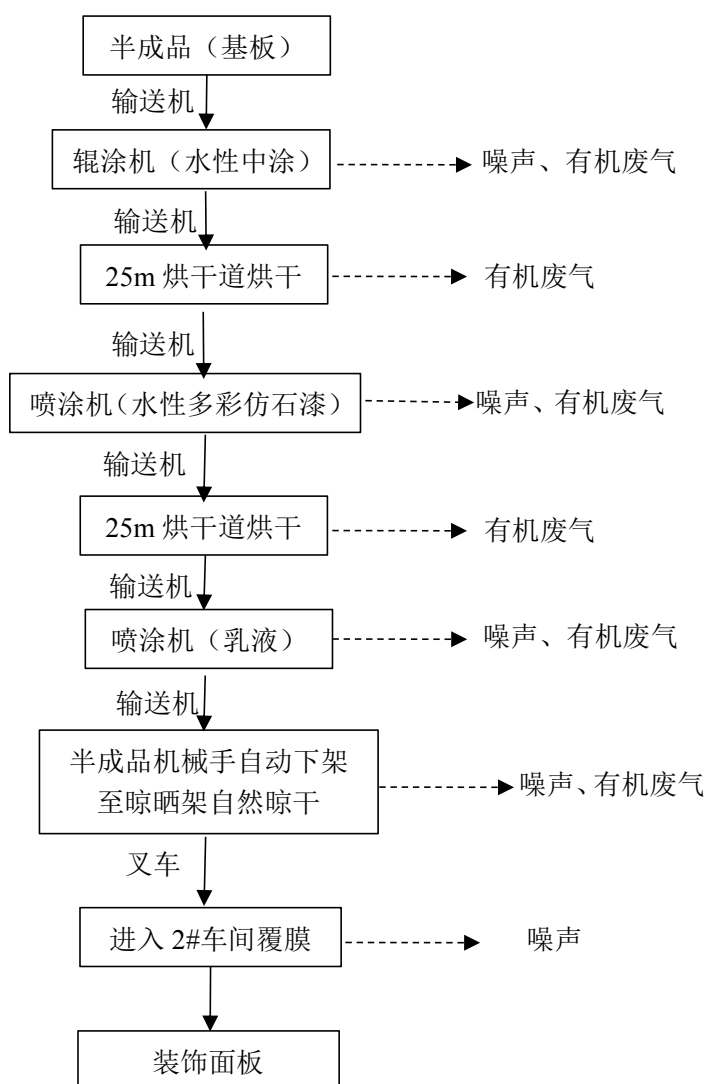 半成品（基板）
输送机
辊涂机（水性中涂）
噪声、有机废气
输送机
25m 烘干道烘干
有机废气
输送机
喷涂机（水性多彩仿石漆）
噪声、有机废气
输送机
25m 烘干道烘干
有机废气
输送机
喷涂机（乳液）
噪声、有机废气
输送机
半成品机械手自动下架
至晾晒架自然晾干
噪声、有机废气
叉车
进入 2#车间覆膜
噪声
装饰面板